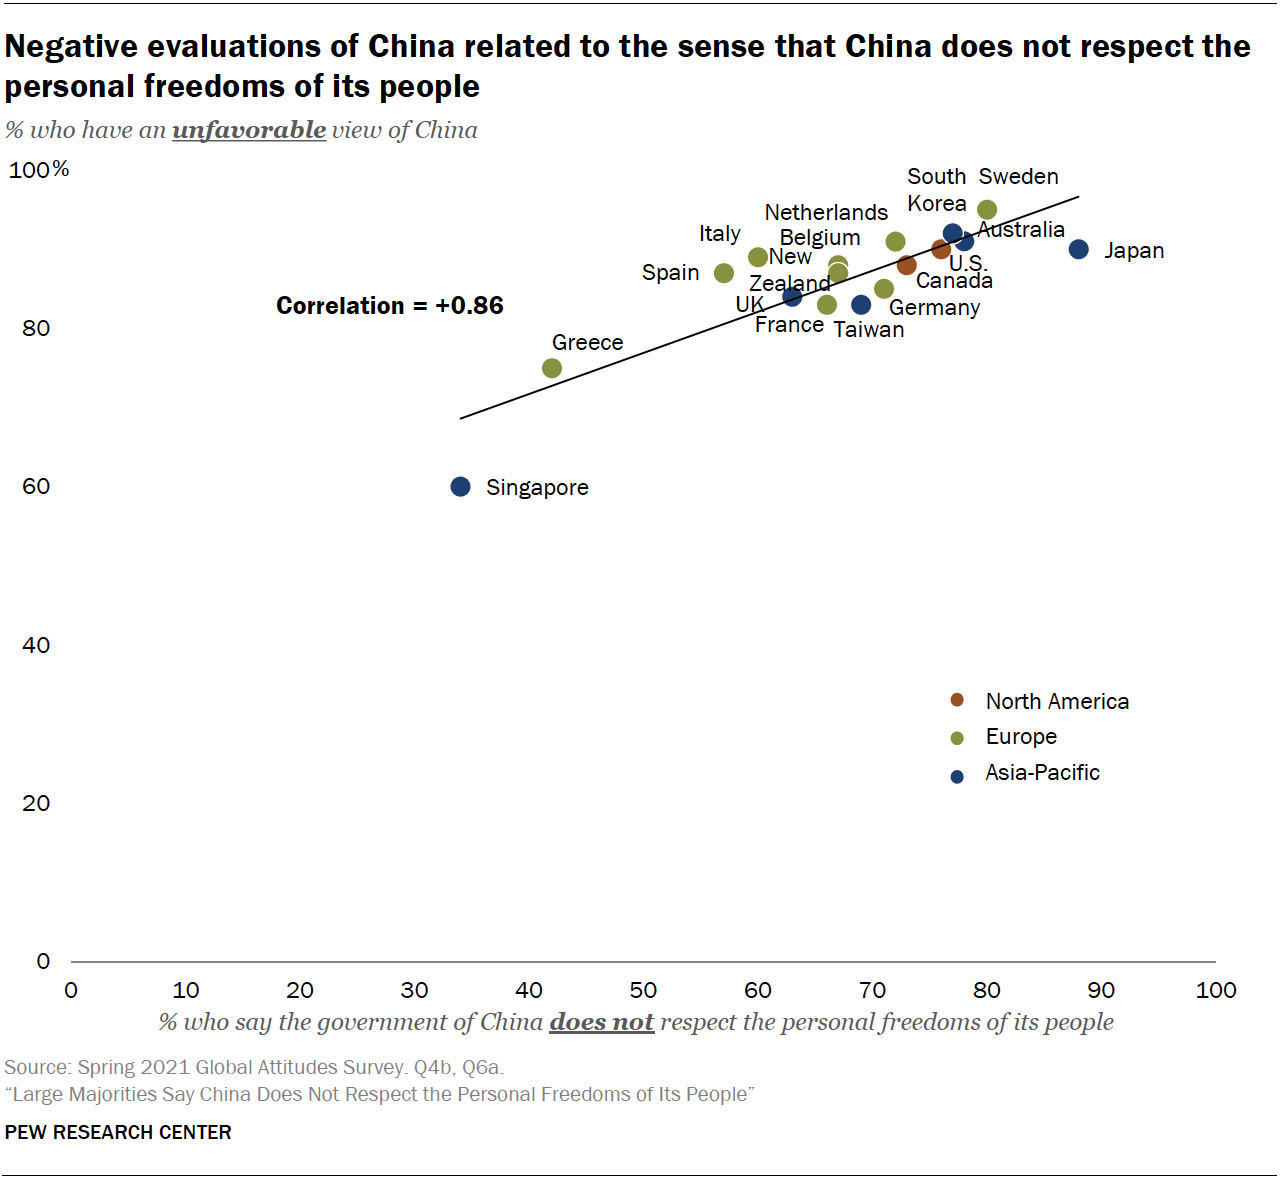 Negative evaluations of China related to the sense that China does not respect the
personal freedoms of its people
% who have an unfavorable view of China
100%
80
60
40
20
0
South Sweden
Korea
Netherlands
Italy
Belgium
Australia
Japan
New
U.S.
Spain
Zealand
Canada
UK
Germany
France
Taiwan
Correlation = +0.86
Greece
Singapore
North America
Europe
Asia-Pacific
0 10 20 30 40 50 60 70 80 90 100
% who say the government of China does not respect the personal freedoms of its people
Source: Spring 2021 Global Attitudes Survey. Q4b, Q6a.
“Large Majorities Say China Does Not Respect the Personal Freedoms of Its People”
PEW RESEARCH CENTER